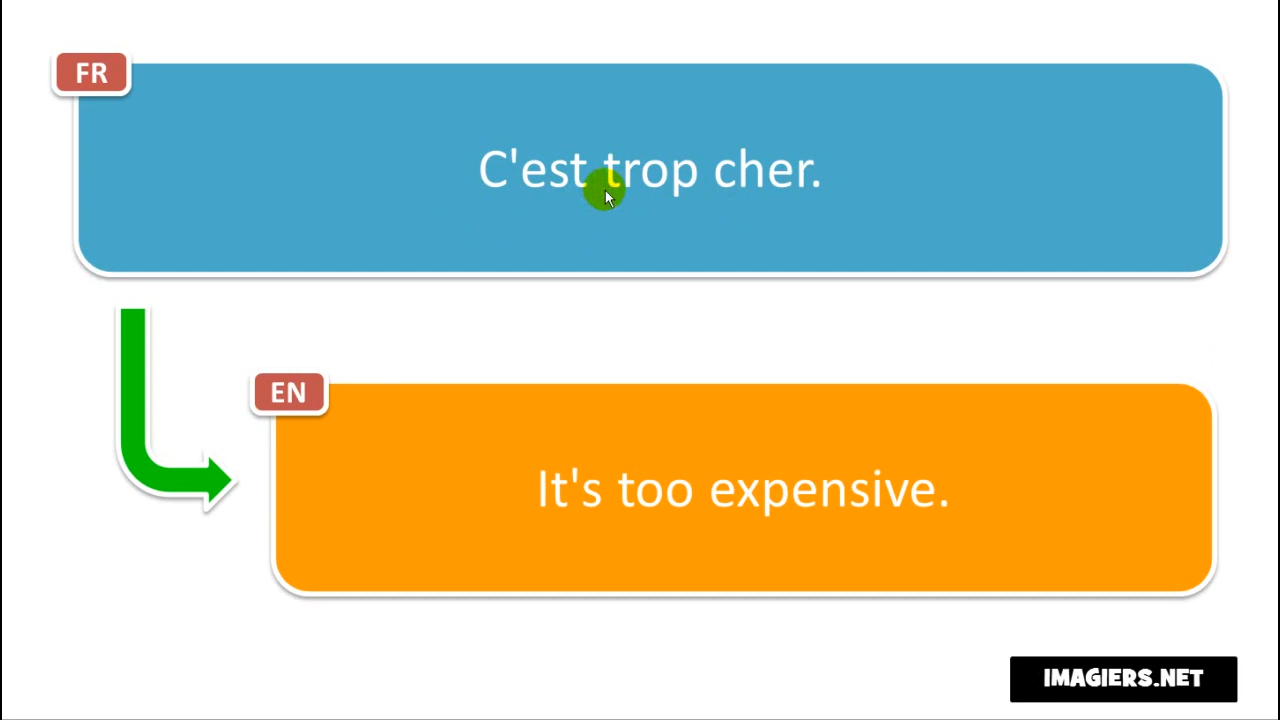 FR
C'est trop cher.
EN
It's too expensive.
IMAGIERS.NET